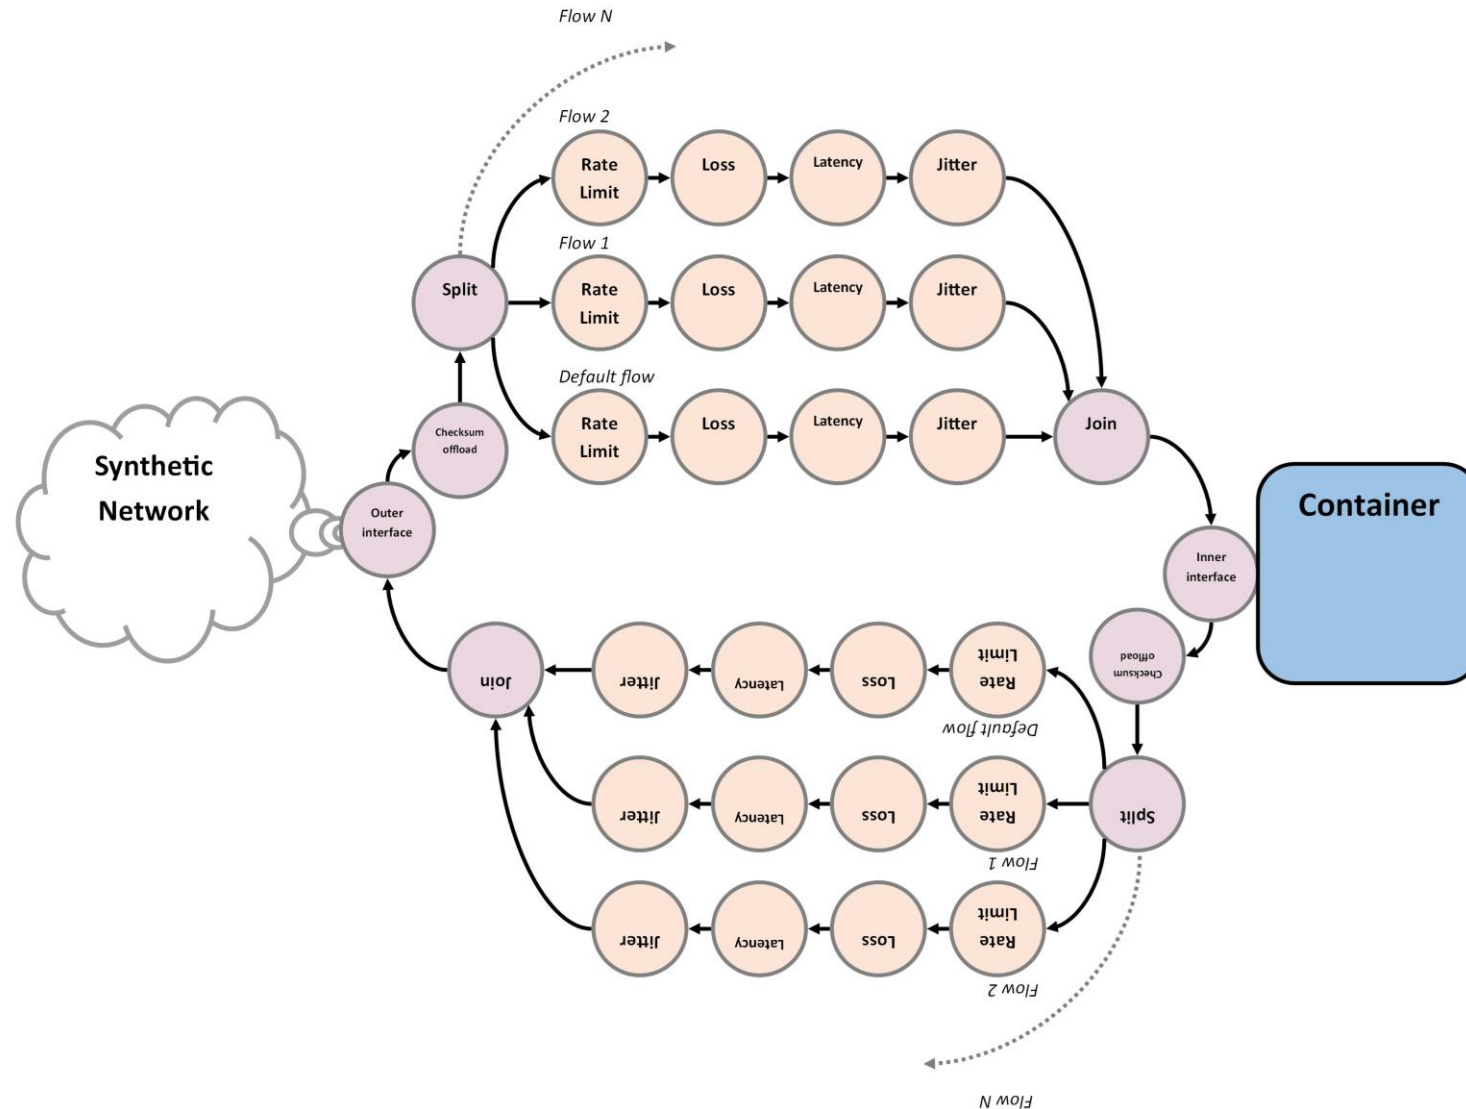 Flow N
Flow 2
Rate
Limit
Loss
Latency
Jitter
Flow 1
Split
Rate
Limit
Loss
Latency
Jitter
Default flow
Checksum
offload
Rate
Limit
Loss
Latency
Jitter
Join
Synthetic
Network
Outer
interface
Container
Inner
interface
Checksum
offload
Join
Jitter
Latency
Loss
Rate
Limit
Default flow
Jitter
Latency
Loss
Rate
Limit
Split
Flow 1
Jitter
Latency
Loss
Rate
Limit
Flow 2
Flow N